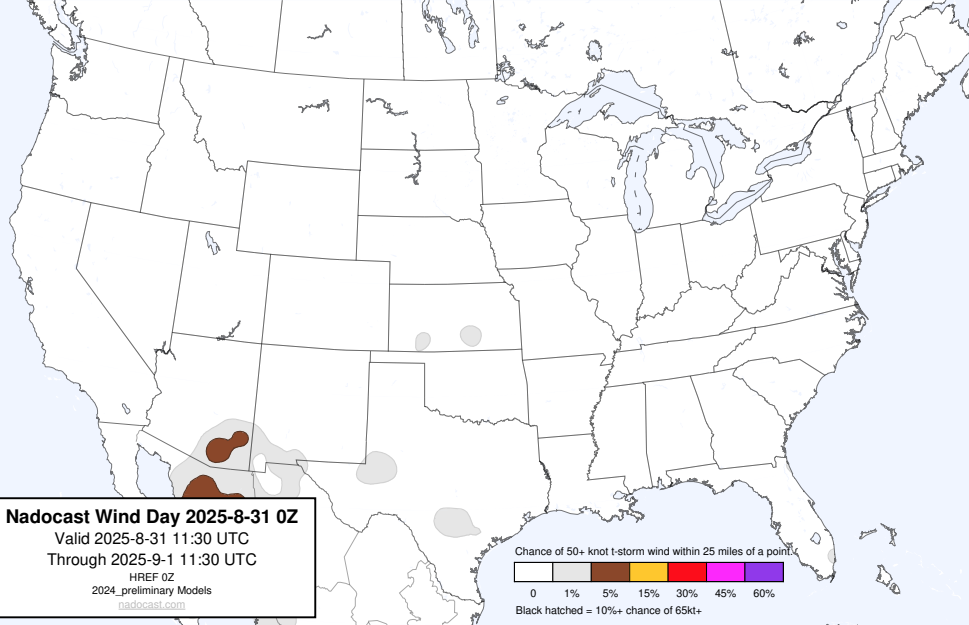 Nadocast Wind Day 2025-8-31 0Z
Valid 2025-8-31 11:30 UTC
Through 2025-9-1 11:30 UTC
HREF 0Z
2024_preliminary Models
nadocast.com
Chance of 50+ knot t-storm wind within 25 miles of a point.
0 1% 5% 15% 30% 45% 60%
Black hatched = 10%+ chance of 65kt+